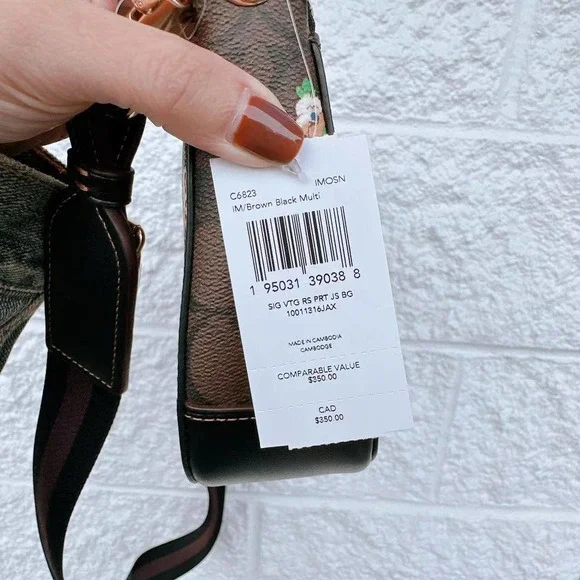 C6823 IMOSN
IM/Brown Black Multi
1 95031 39038 8
SIG VTG RS PRT JS BG
10011316JAX
MADE IN CAMBODIA
CAMBODGE
COMPARABLE VALUE
$350.00
CAD
$350.00